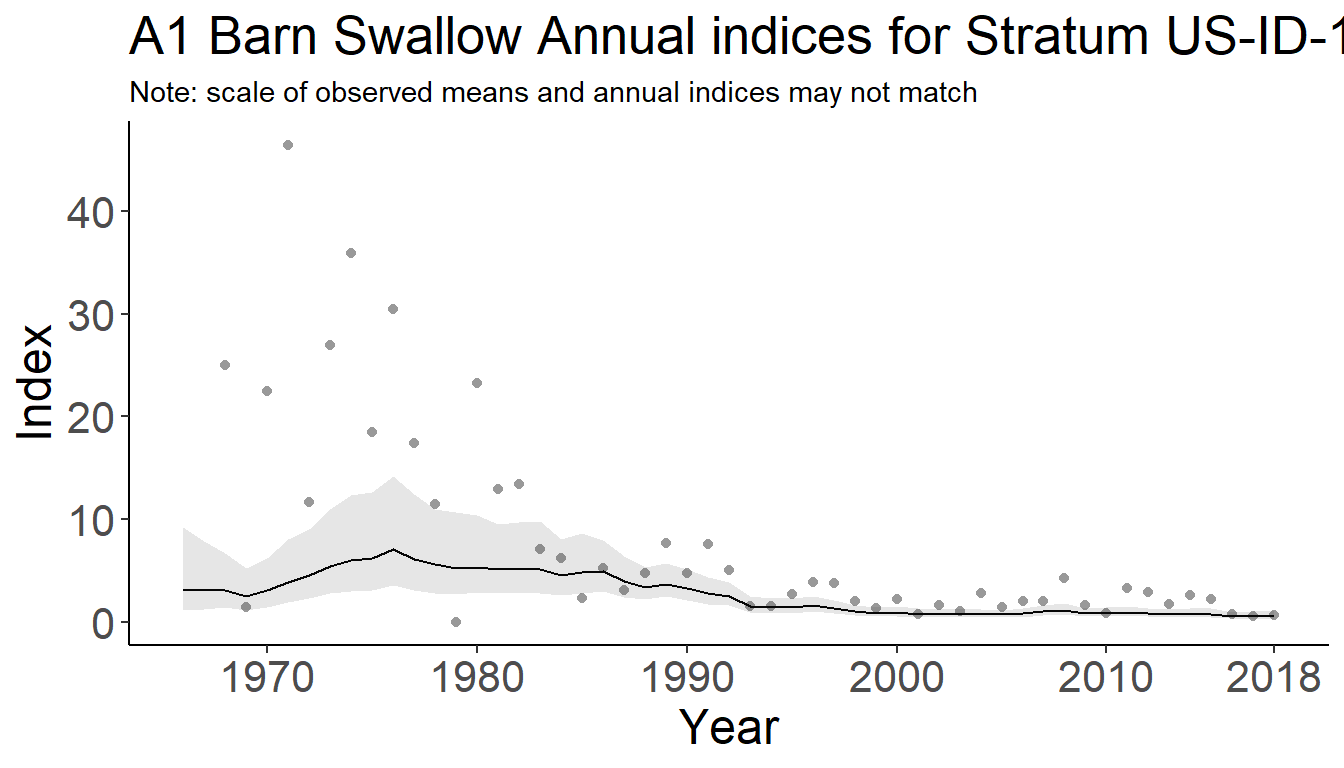 A1 Barn Swallow Annual indices for Stratum US-ID-1
Note: scale of observed means and annual indices may not match
Index
40
30
20
10
0
1970 1980 1990 2000 2010 2018
Year